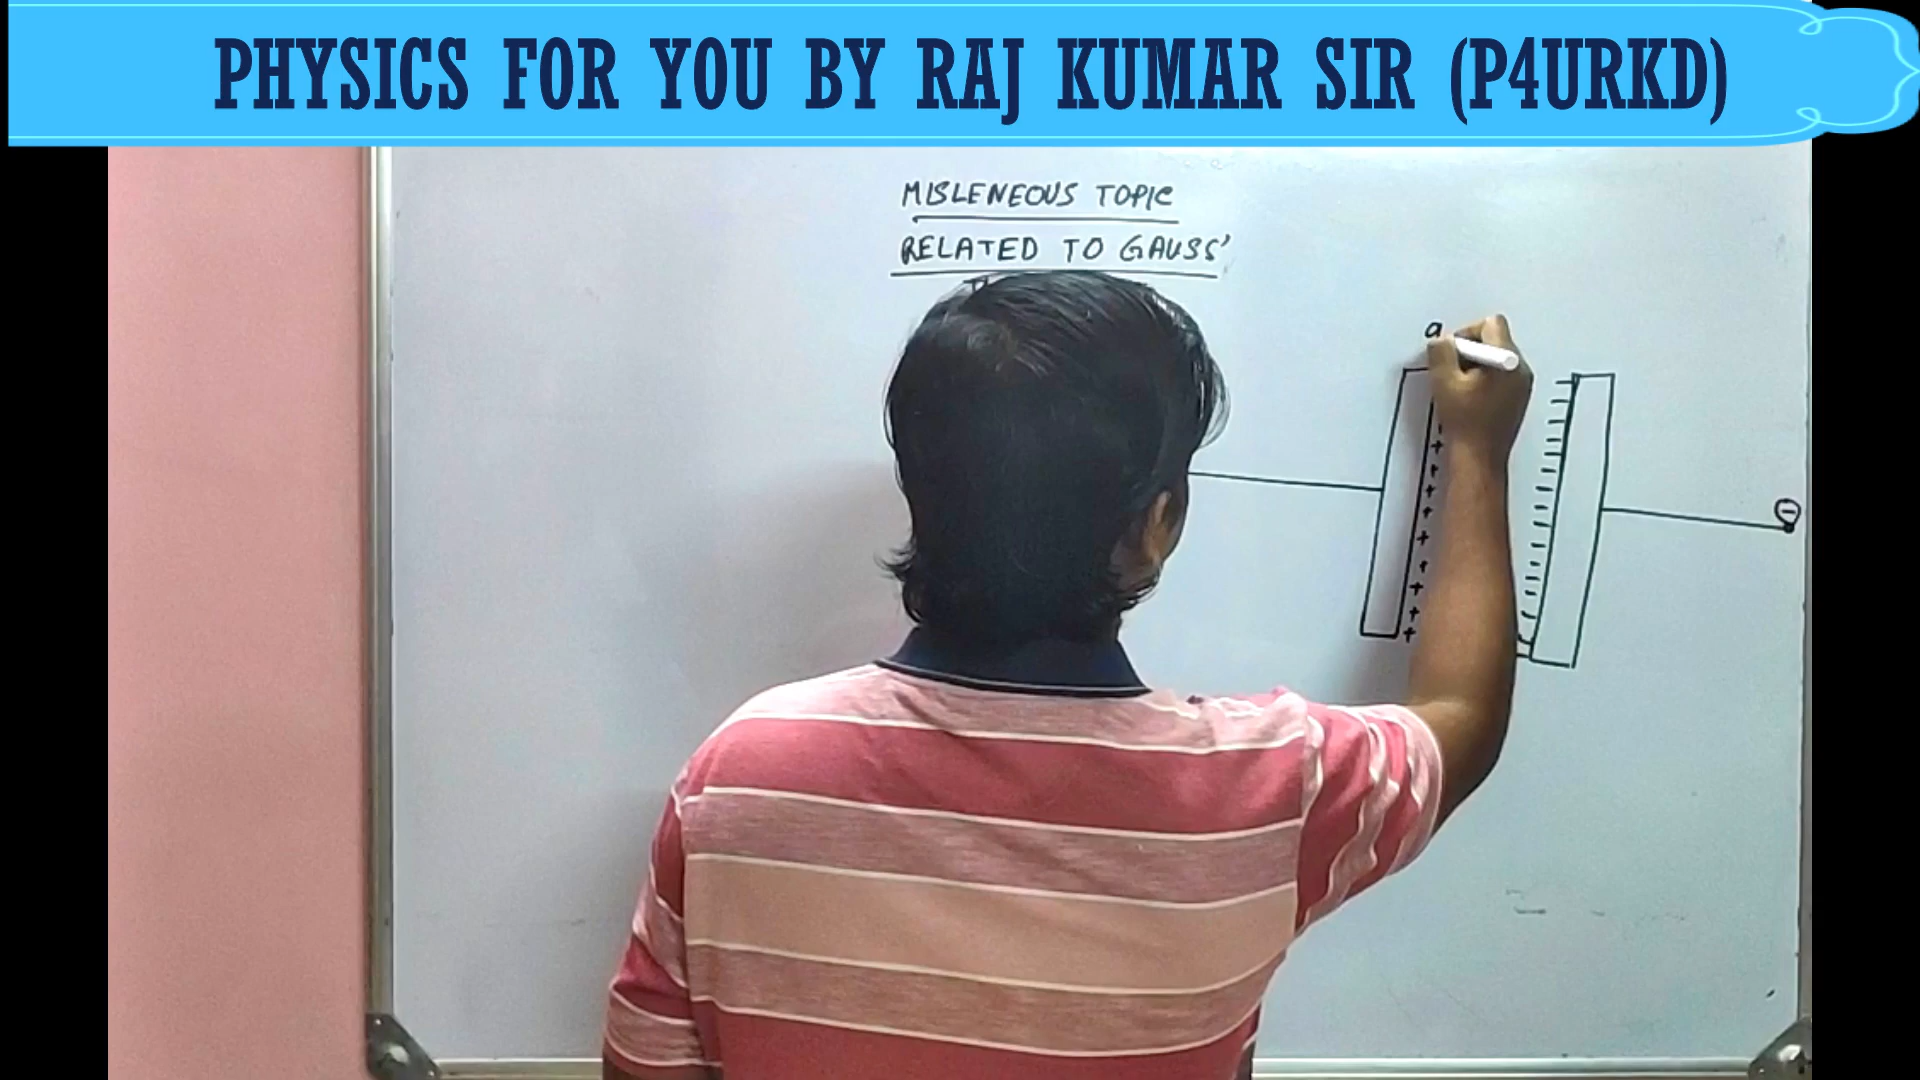 PHYSICS FOR YOU BY RAJ KUMAR SIR (P4URKD)
MISLENEOUS TOPIC
RELATED TO GAUSS'
a